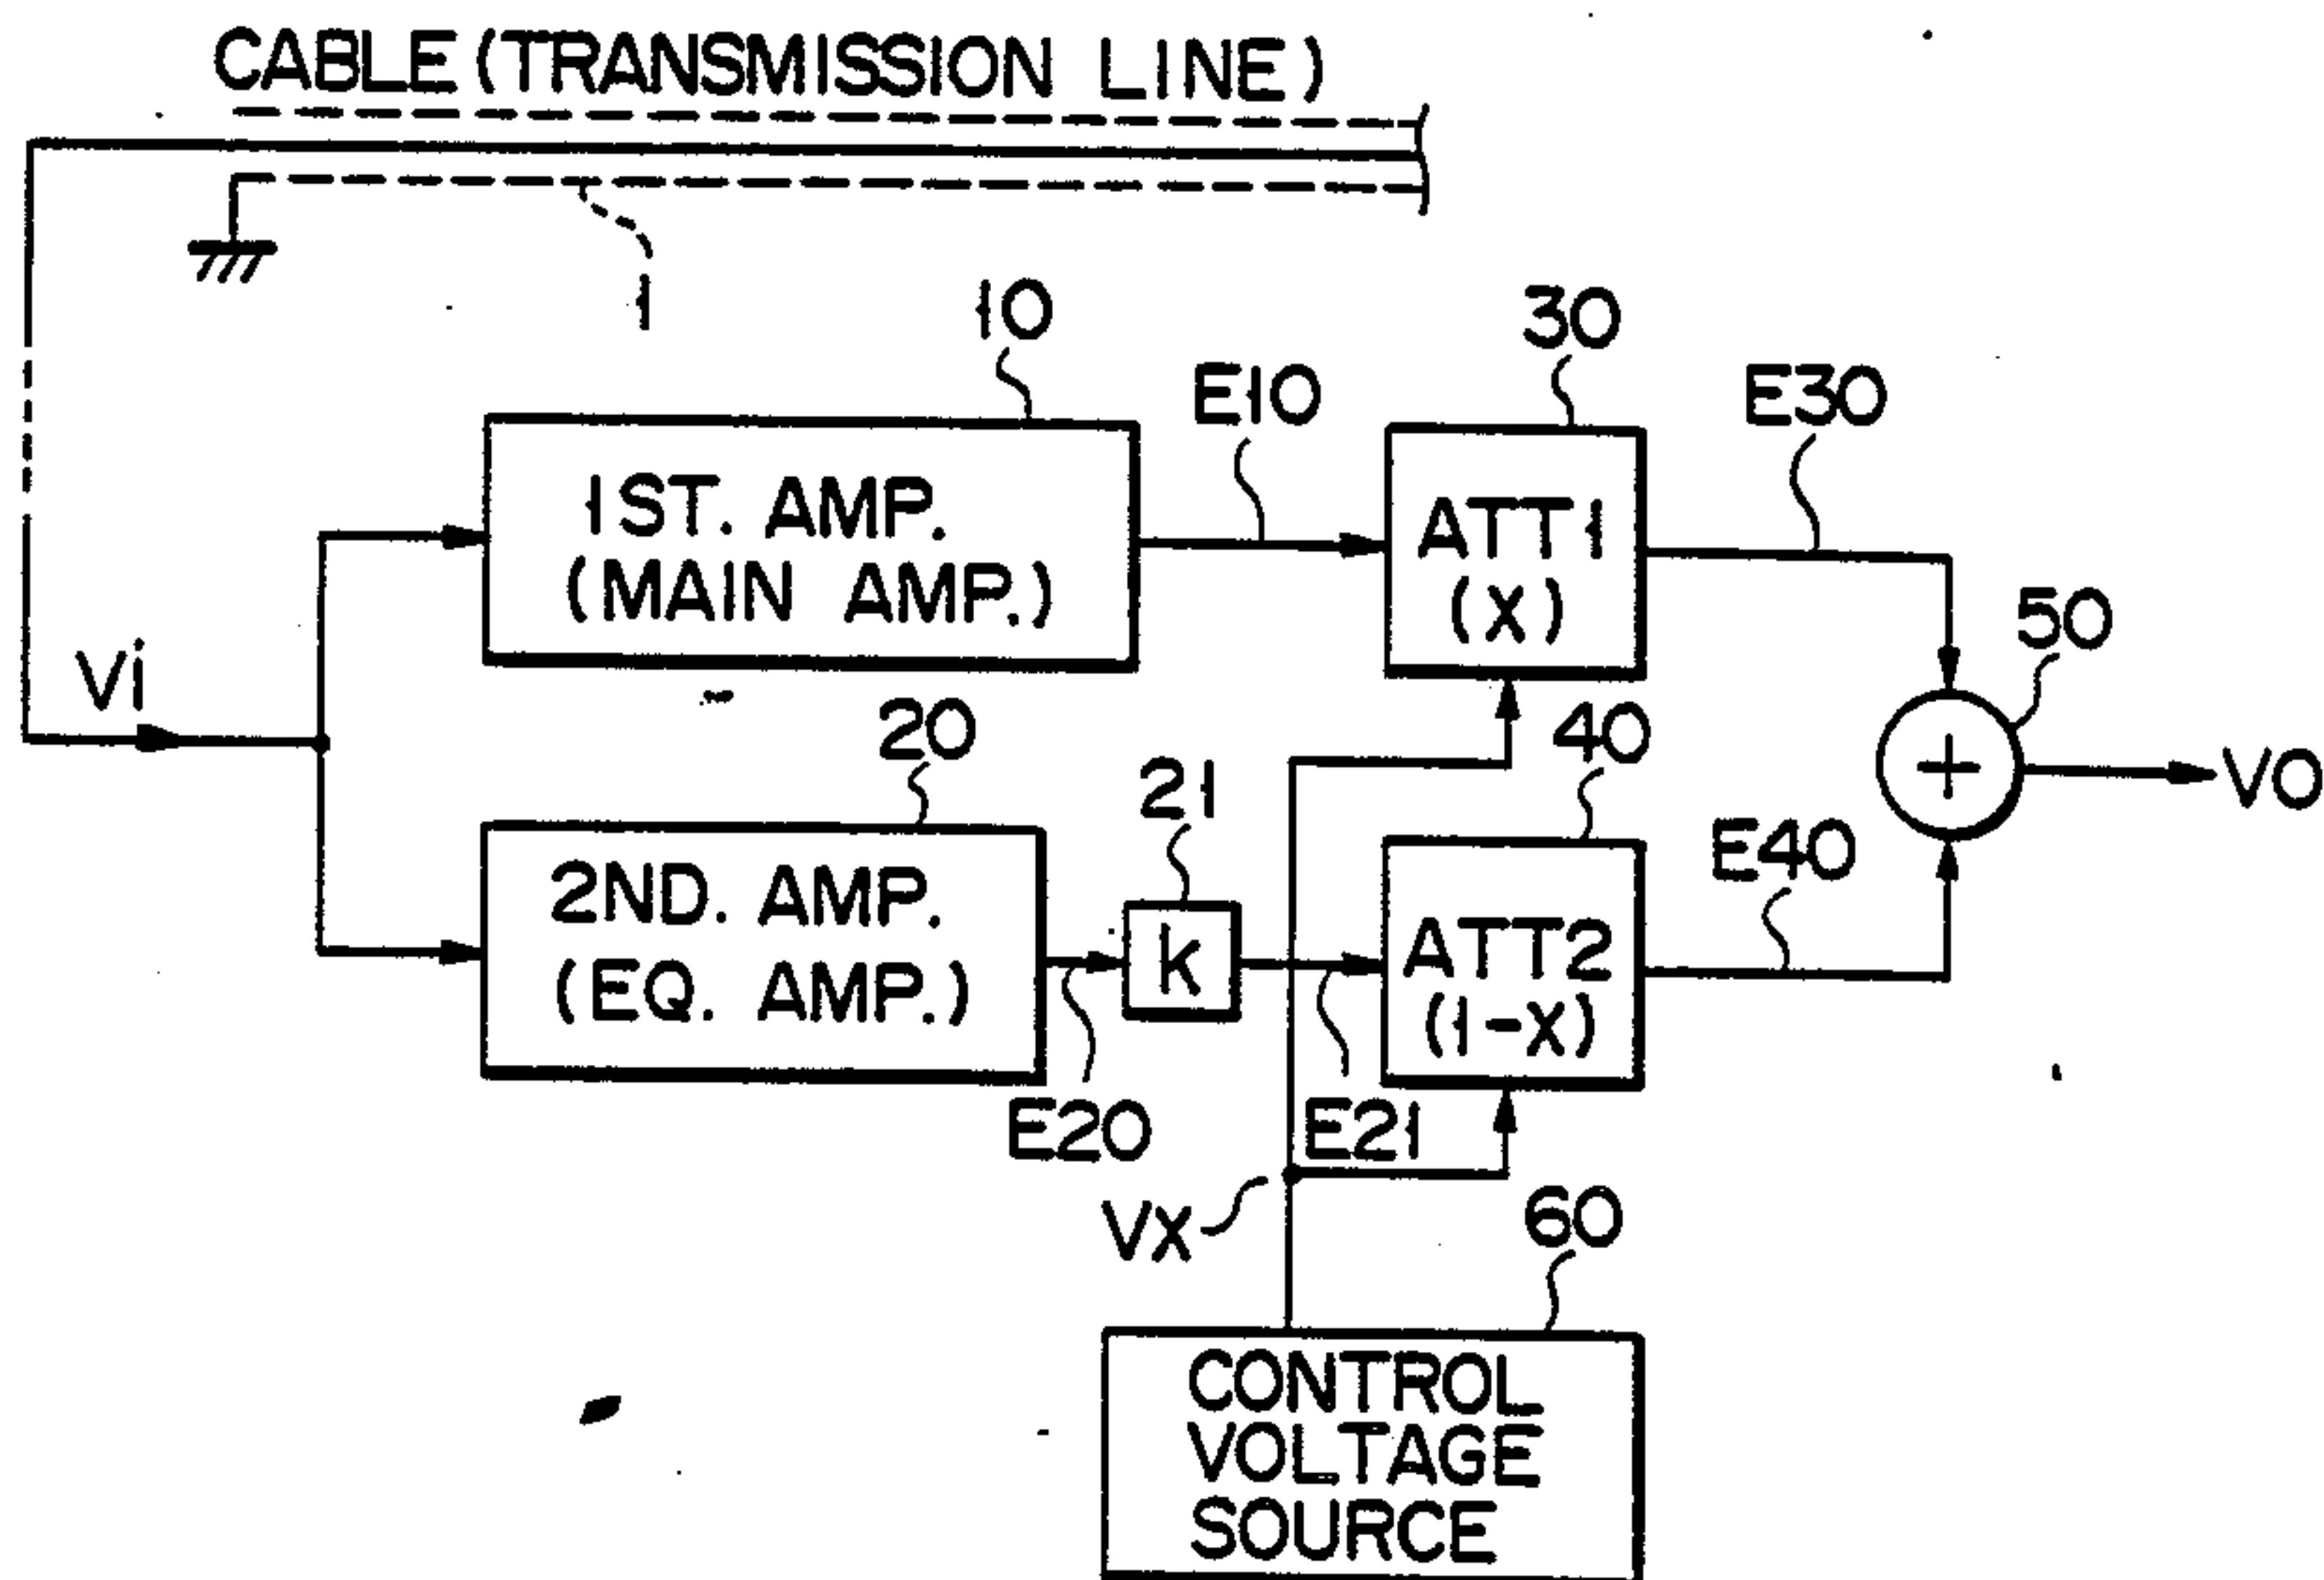 CABLE (TRANSMISSION LINE)
1
10
30
E10
E30
1ST. AMP.
(MAIN AMP.)
ATT1
(X)
50
Vi
20
40
21
VO
2ND. AMP.
(EQ. AMP.)
K
ATT2
(1-X)
E40
E20
E21
VX
60
CONTROL
VOLTAGE
SOURCE